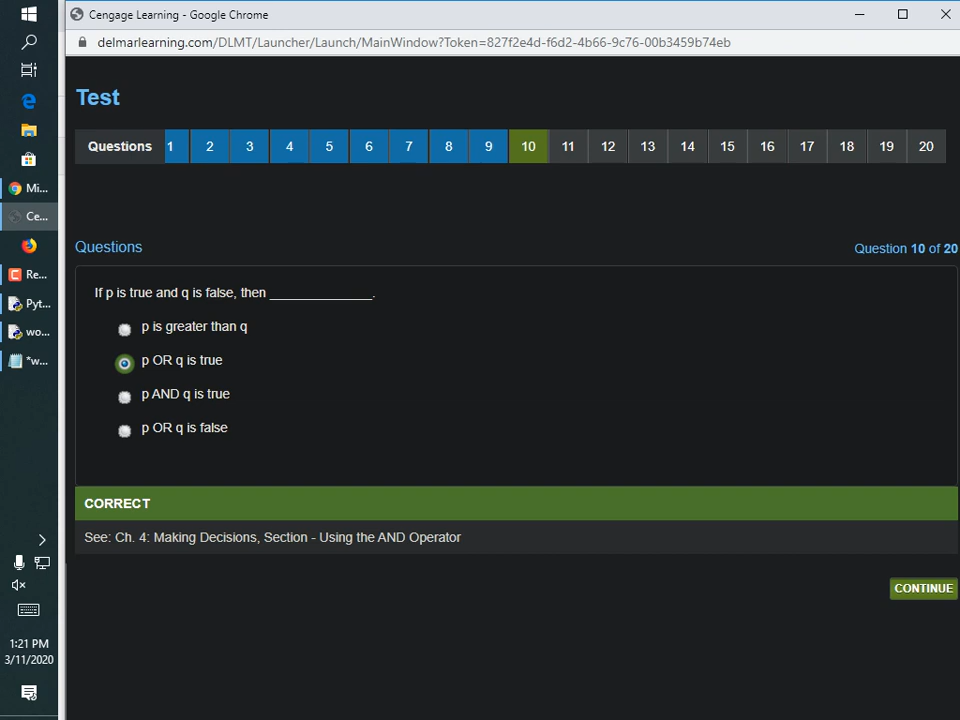 Cengage Learning - Google Chrome
delmarlearning.com/DLMT/Launcher/Launch/MainWindow?Token=827f2e4d-f6d2-4b66-9c76-00b3459b74eb
Test
Questions 1 2 3 4 5 6 7 8 9 10 11 12 13 14 15 16 17 18 19 20
Mi...
Ce...
Re...
Pyt...
wo...
*w...
Questions
Question 10 of 20
If p is true and q is false, then ______________.
p is greater than q
p OR q is true
p AND q is true
p OR q is false
CORRECT
See: Ch. 4: Making Decisions, Section - Using the AND Operator
CONTINUE
1:21 PM
3/11/2020